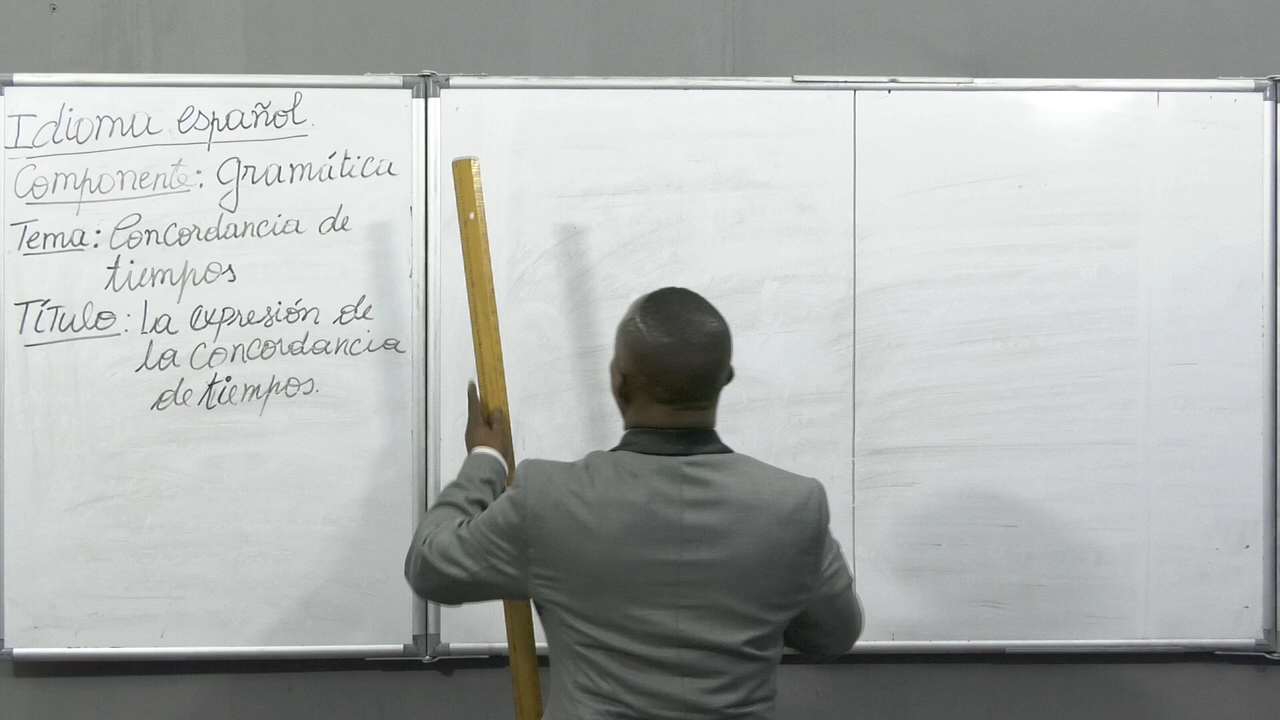 Idioma español.
Componente: Gramática
Tema: Concordancia de
tiempos
Título: La expresión de
la concordancia
de tiempos.